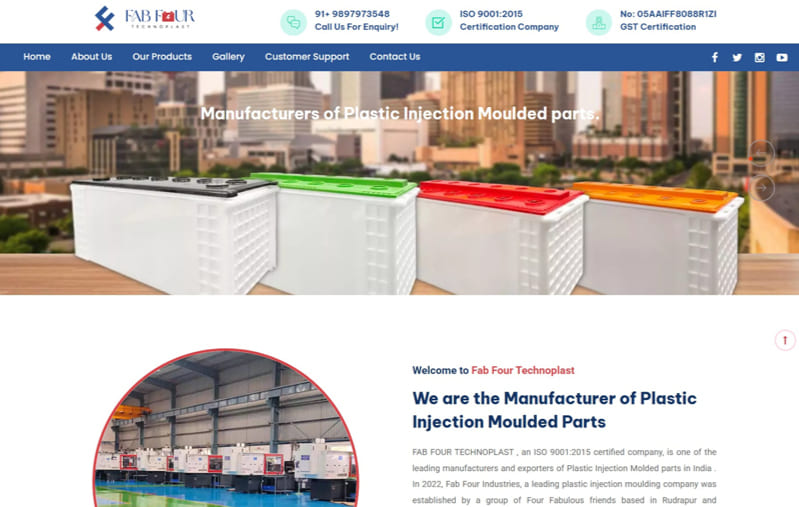 FAB FOUR
TECHNOPLAST
91+ 9897973548
Call Us For Enquiry!
ISO 9001:2015
Certification Company
No: 05AAIFF8088R1ZI
GST Certification
Home About Us Our Products Gallery Customer Support Contact Us
Manufacturers of Plastic Injection Moulded parts.
Welcome to Fab Four Technoplast
We are the Manufacturer of Plastic
Injection Moulded Parts
FAB FOUR TECHNOPLAST , an ISO 9001:2015 certified company, is one of the
leading manufacturers and exporters of Plastic Injection Molded parts in India .
In 2022, Fab Four Industries, a leading plastic injection moulding company was
established by a group of Four Fabulous friends based in Rudrapur and